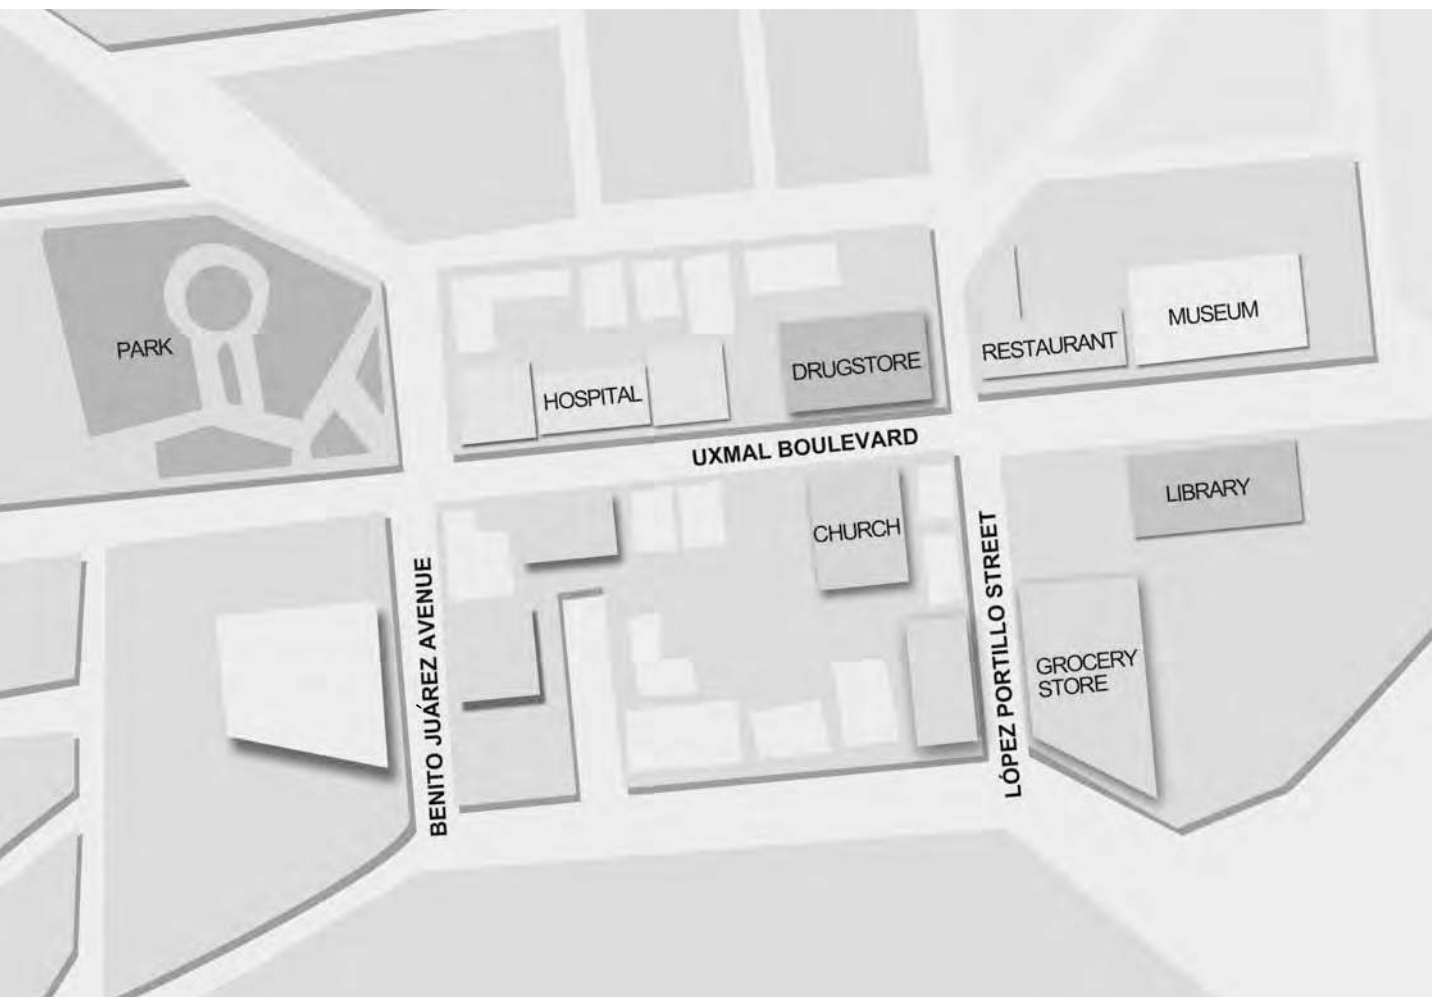 PARK
HOSPITAL
DRUGSTORE
RESTAURANT
MUSEUM
UXMAL BOULEVARD
CHURCH
LIBRARY
BENITO JUÁREZ AVENUE
LÓPEZ PORTILLO STREET
GROCERY
STORE